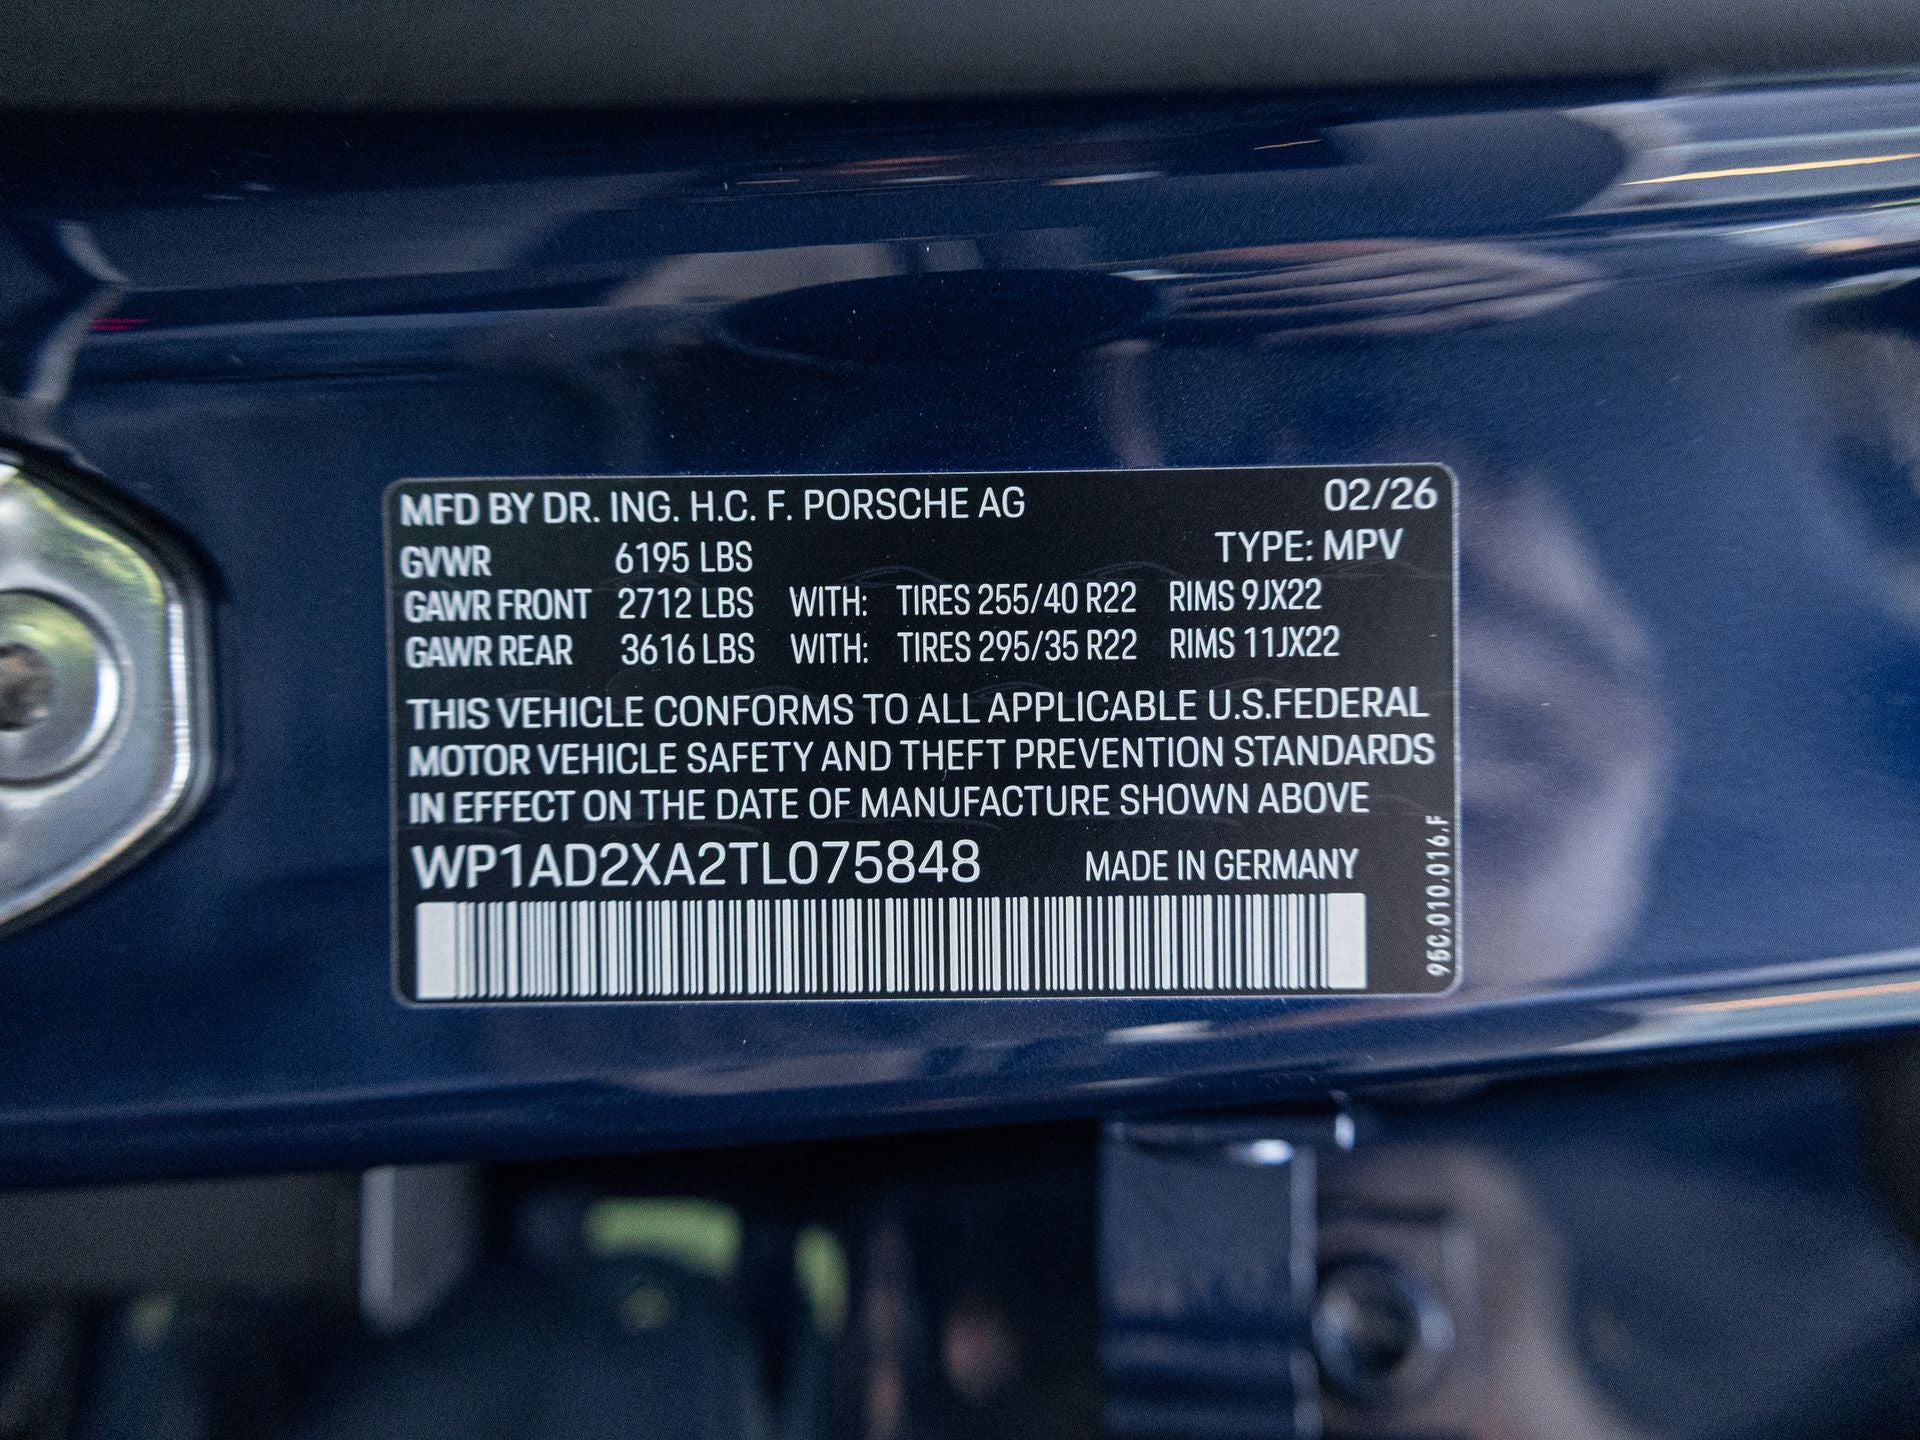 MFD BY DR. ING. H.C. F. PORSCHE AG 02/26
GVWR 6195 LBS TYPE: MPV
GAWR FRONT 2712 LBS WITH: TIRES 255/40 R22 RIMS 9JX22
GAWR REAR 3616 LBS WITH: TIRES 295/35 R22 RIMS 11JX22
THIS VEHICLE CONFORMS TO ALL APPLICABLE U.S.FEDERAL
MOTOR VEHICLE SAFETY AND THEFT PREVENTION STANDARDS
IN EFFECT ON THE DATE OF MANUFACTURE SHOWN ABOVE
WP1AD2XA2TL075848 MADE IN GERMANY
95C.010.016.F